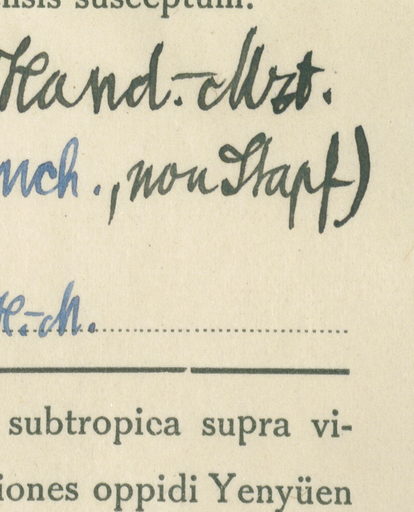 ensis susceptum.
Hand.-Mzt.
nch., non Stapf)
H.-M.
subtropica supra vi-
iones oppidi Yenyüen